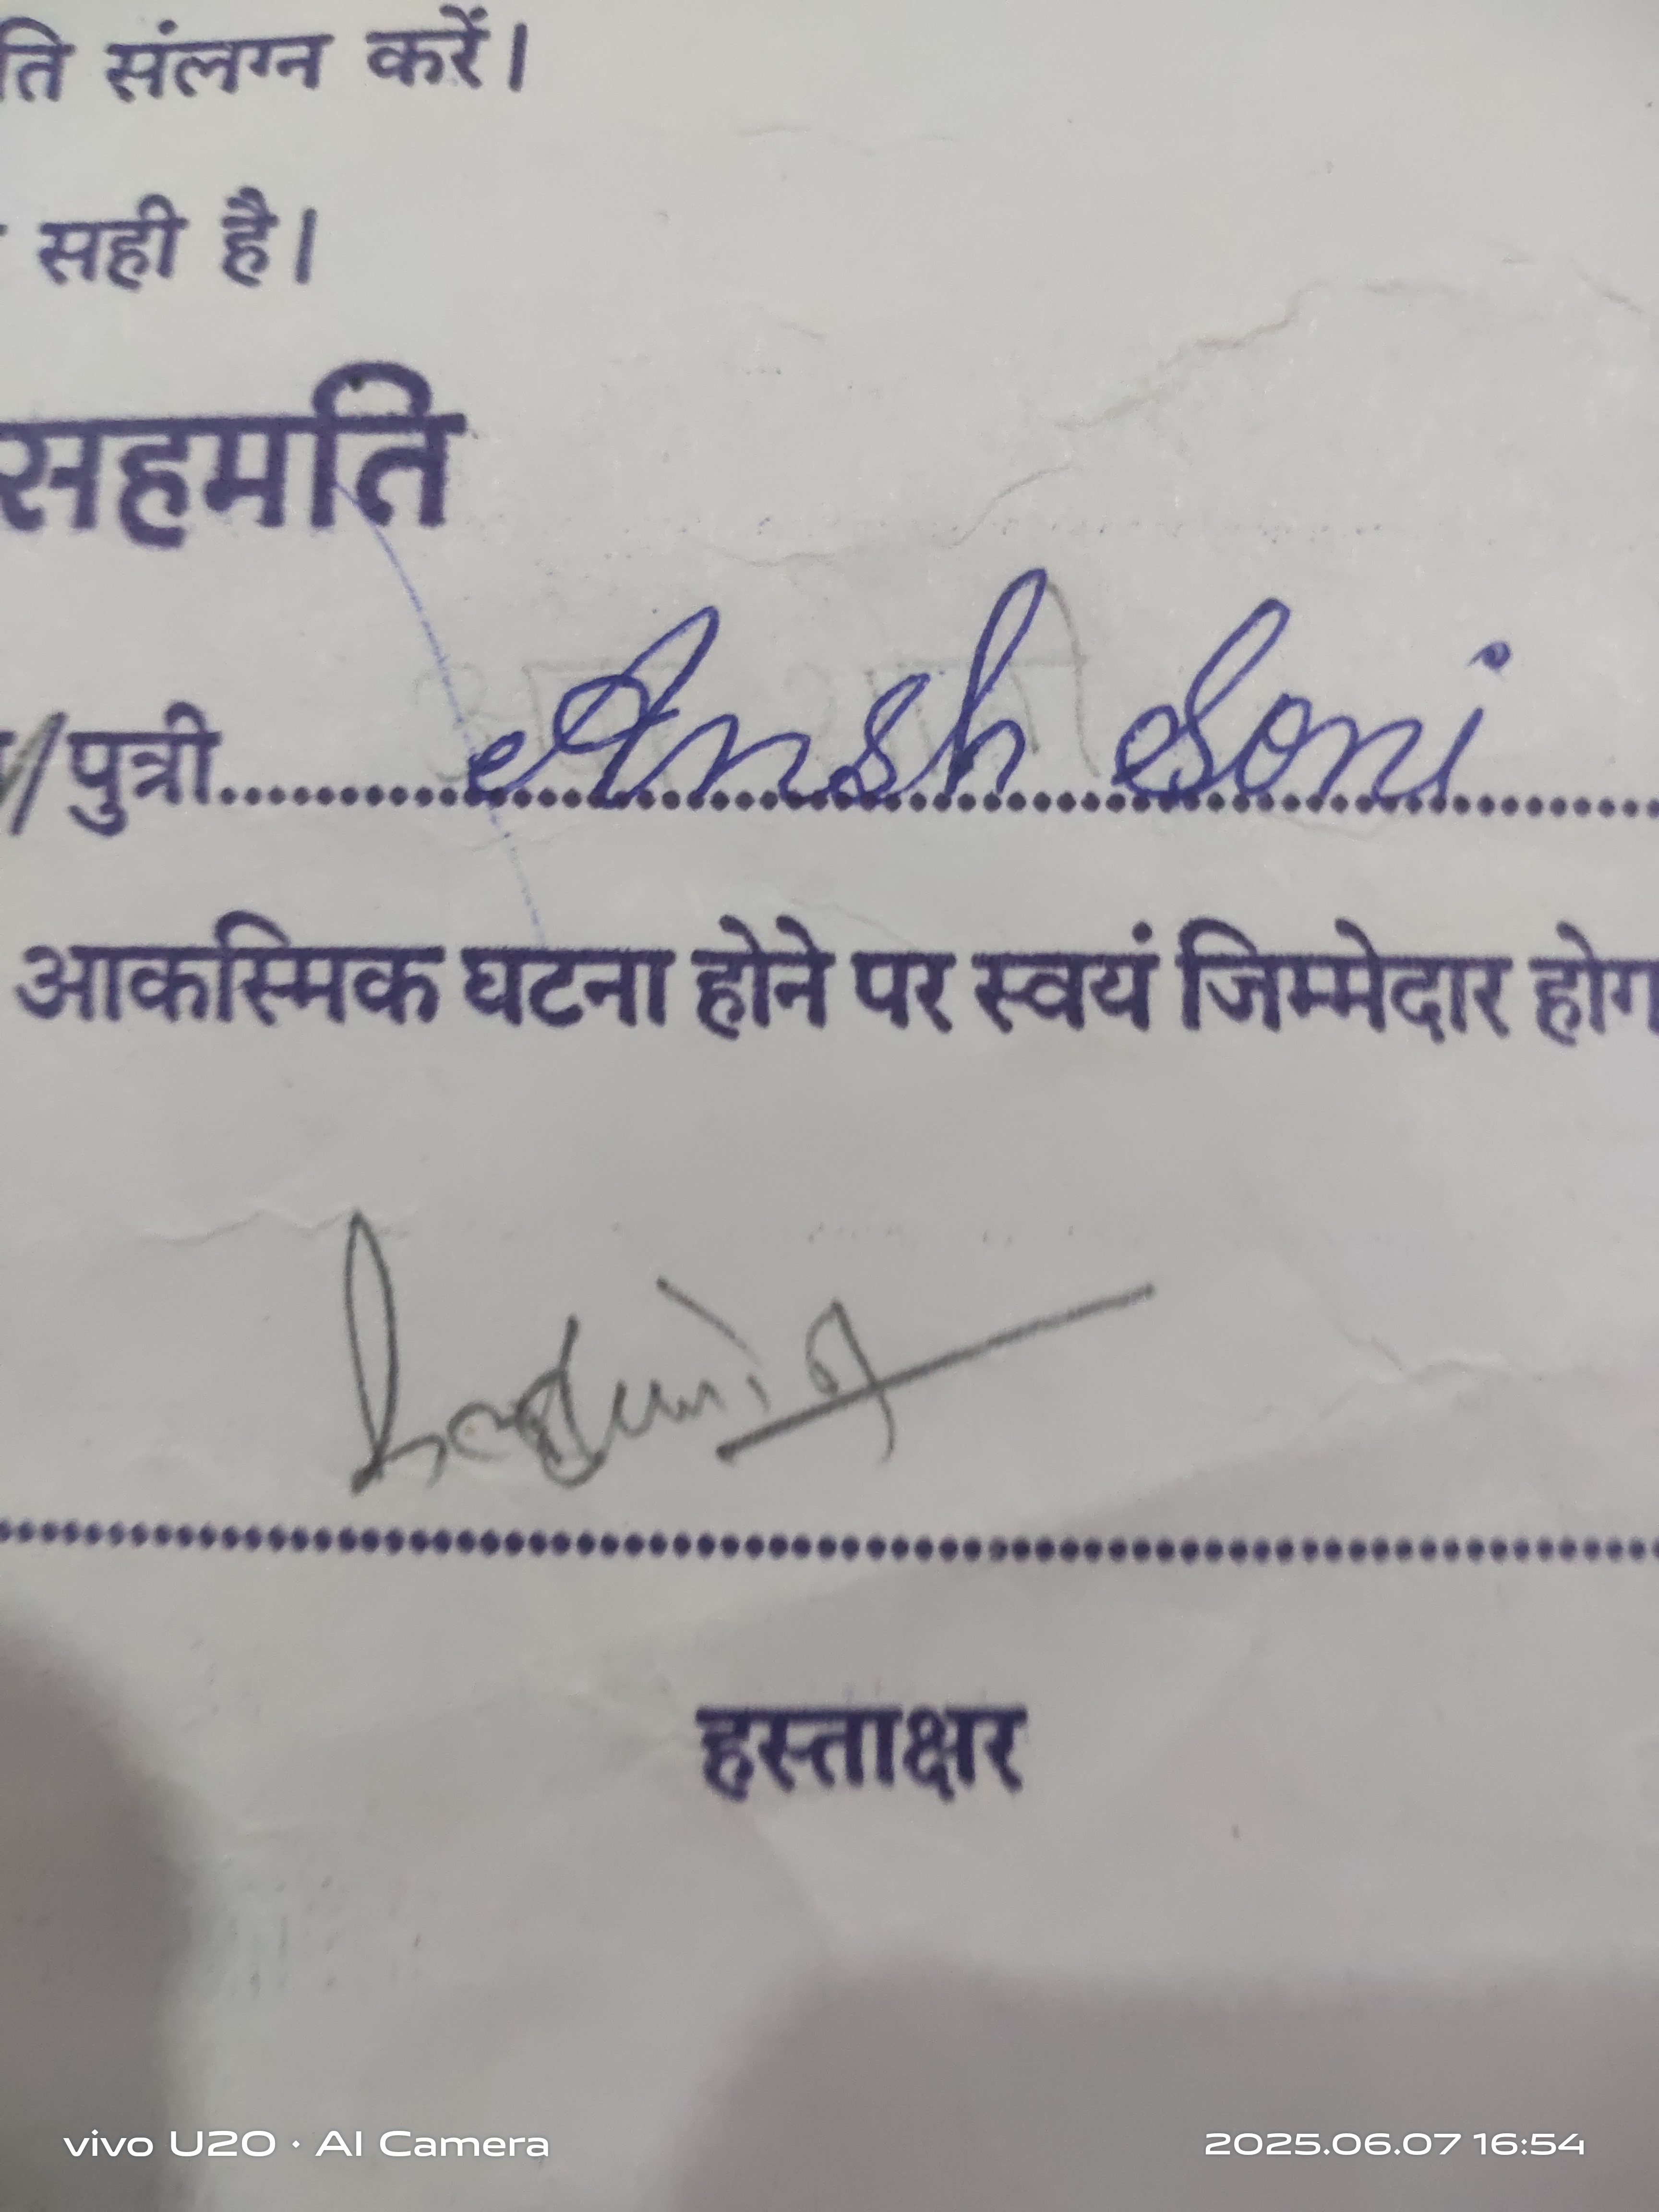 ति संलग्न करें।
सही है।
सहमति
/पुत्री.......... Ansh Soni
आकस्मिक घटना होने पर स्वयं जिम्मेदार होग
हस्ताक्षर
vivo U20 · AI Camera
2025.06.07 16:54